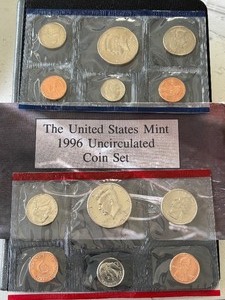 The United States Mint
1996 Uncirculated
Coin Set